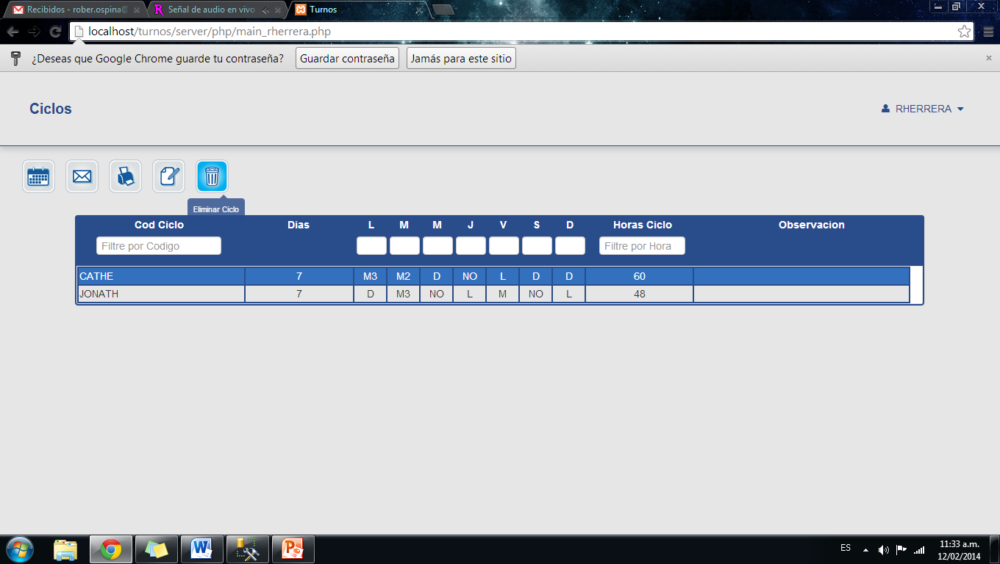 Recibidos - rober.ospina@
Señal de audio en vivo
Turnos
localhost/turnos/server/php/main_rherrera.php
¿Deseas que Google Chrome guarde tu contraseña? Guardar contraseña Jamás para este sitio
Ciclos
RHERRERA
Eliminar Ciclo
Cod Ciclo Dias L M M J V S D Horas Ciclo Observacion
Filtre por Codigo Filtre por Hora
CATHE 7 M3 M2 D NO L D D 60
JONATH 7 D M3 NO L M NO L 48
ES
11:33 a.m.
12/02/2014